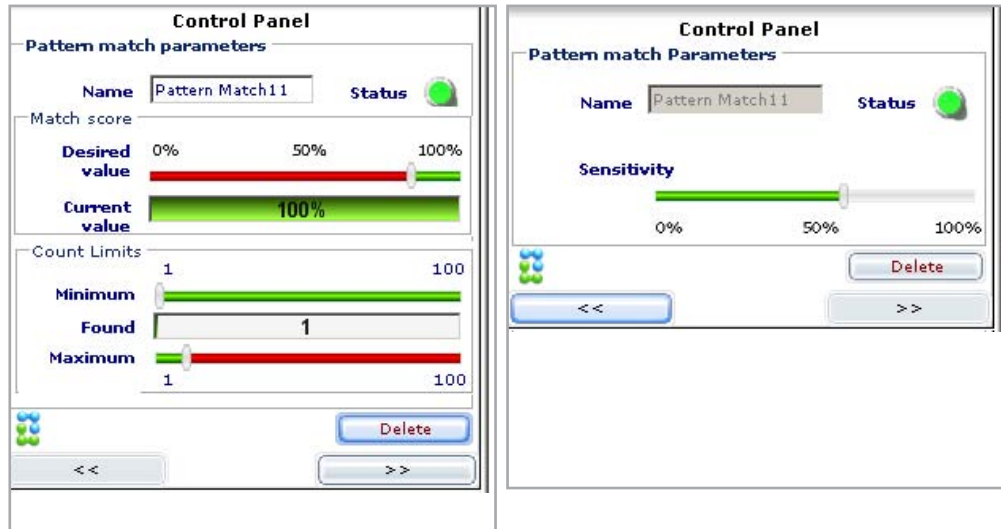 Control Panel
Pattern match parameters
Name Pattern Match11 Status
Match score
Desired value 0% 50% 100%
Current value 100%
Count Limits
1 100
Minimum
Found 1
Maximum
1 100
Delete
<< >>
Control Panel
Pattern match Parameters
Name Pattern Match11 Status
Sensitivity
0% 50% 100%
Delete
<< >>